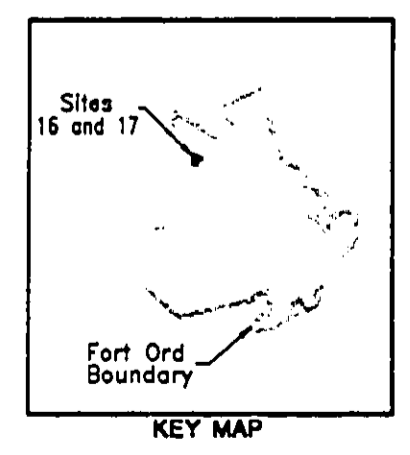 Sites
16 and 17
Fort Ord
Boundary
KEY MAP